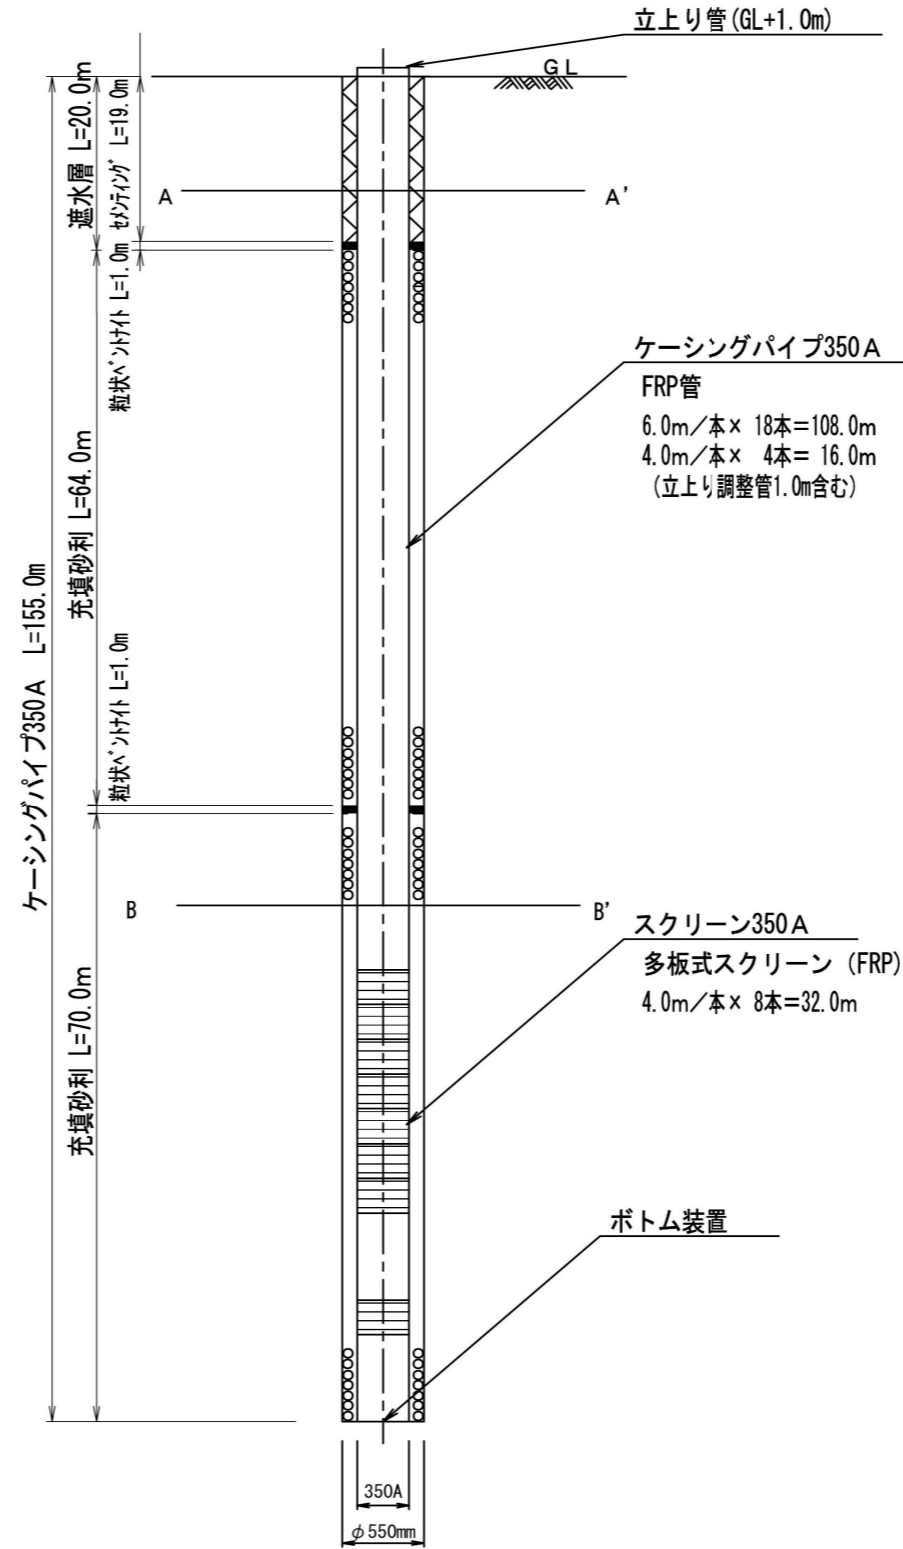 立上り管(GL+1.0m)
GL
遮水層 L=20.0m
セメンティング L=19.0m
A
A'
粒状ベントナイト L=1.0m
ケーシングパイプ350A
FRP管
6.0m/本× 18本=108.0m
4.0m/本× 4本= 16.0m
(立上り調整管1.0m含む)
充填砂利 L=64.0m
ケーシングパイプ350A L=155.0m
粒状ベントナイト L=1.0m
B
B'
スクリーン350A
多板式スクリーン (FRP)
4.0m/本× 8本=32.0m
充填砂利 L=70.0m
ボトム装置
350A
φ550mm